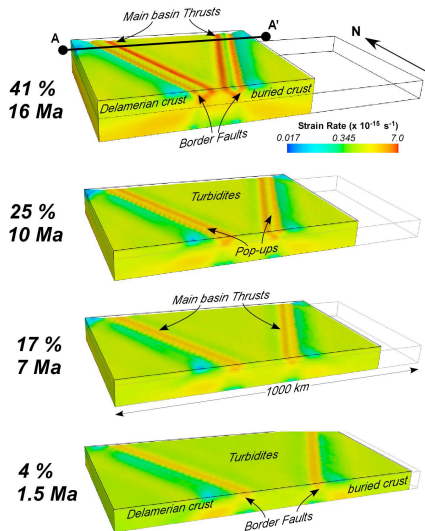 Main basin Thrusts
A
A'
N
41 %
16 Ma
Delamerian crust
buried crust
Border Faults
Strain Rate (x 10⁻¹⁵ s⁻¹)
0.017
0.345
7.0
25 %
10 Ma
Turbidites
Pop-ups
Main basin Thrusts
17 %
7 Ma
1000 km
4 %
1.5 Ma
Turbidites
Delamerian crust
buried crust
Border Faults